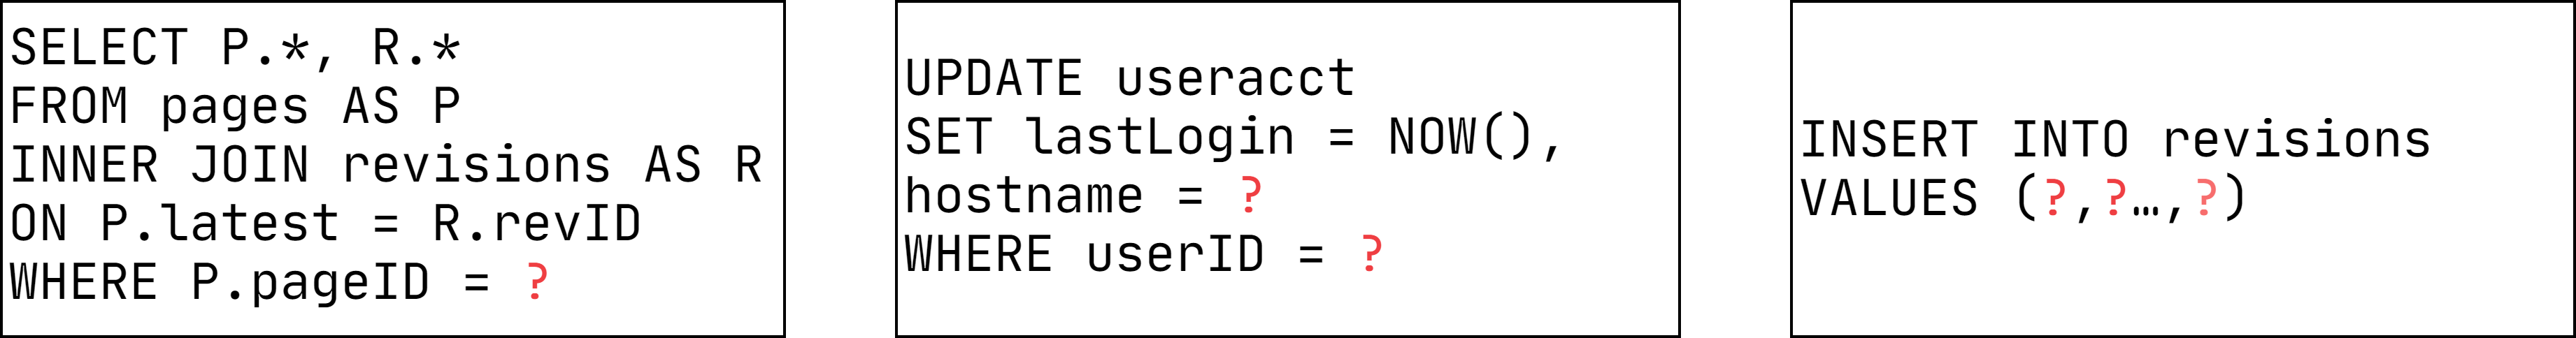 SELECT P.*, R.*
FROM pages AS P
INNER JOIN revisions AS R
ON P.latest = R.revID
WHERE P.pageID = ?
UPDATE useracct
SET lastLogin = NOW(),
hostname = ?
WHERE userID = ?
INSERT INTO revisions
VALUES (?,?…,?)